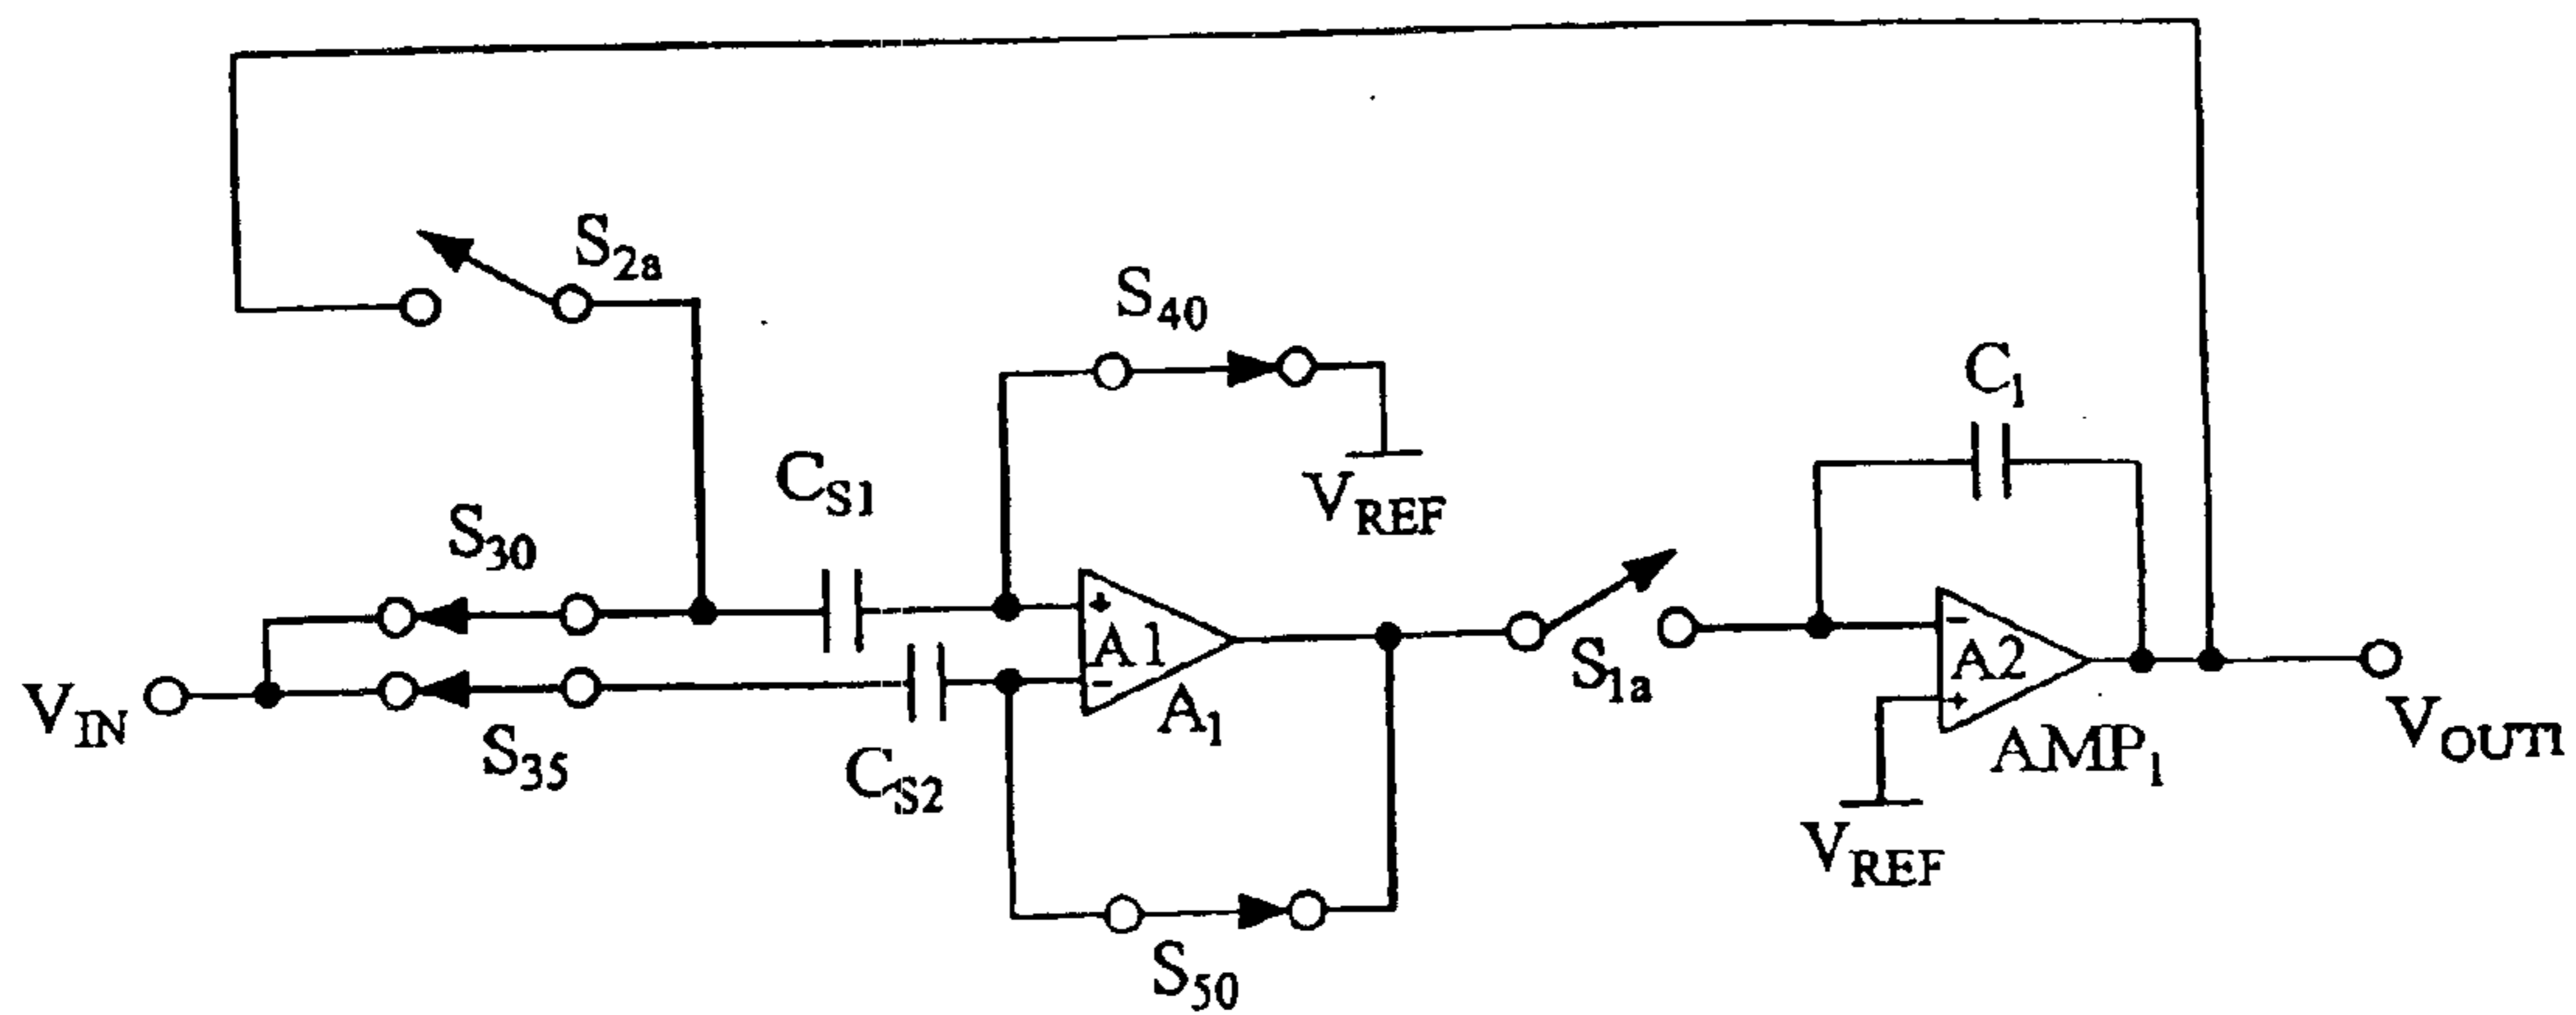 S2a
S40
C1
CS1
VREF
S30
+
A1
-
-
A2
+
S1a
VIN
S35
CS2
A1
AMP1
VOUT1
VREF
S50